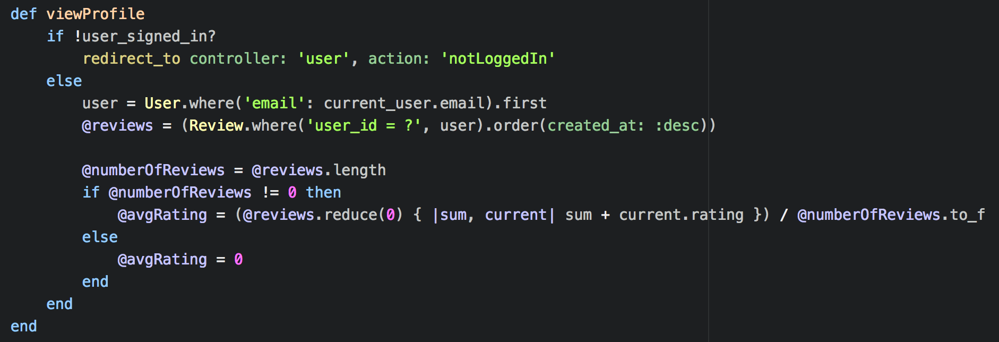 def viewProfile
    if !user_signed_in?
        redirect_to controller: 'user', action: 'notLoggedIn'
    else
        user = User.where('email': current_user.email).first
        @reviews = (Review.where('user_id = ?', user).order(created_at: :desc))

        @numberOfReviews = @reviews.length
        if @numberOfReviews != 0 then
            @avgRating = (@reviews.reduce(0) { |sum, current| sum + current.rating }) / @numberOfReviews.to_f
        else
            @avgRating = 0
        end
    end
end